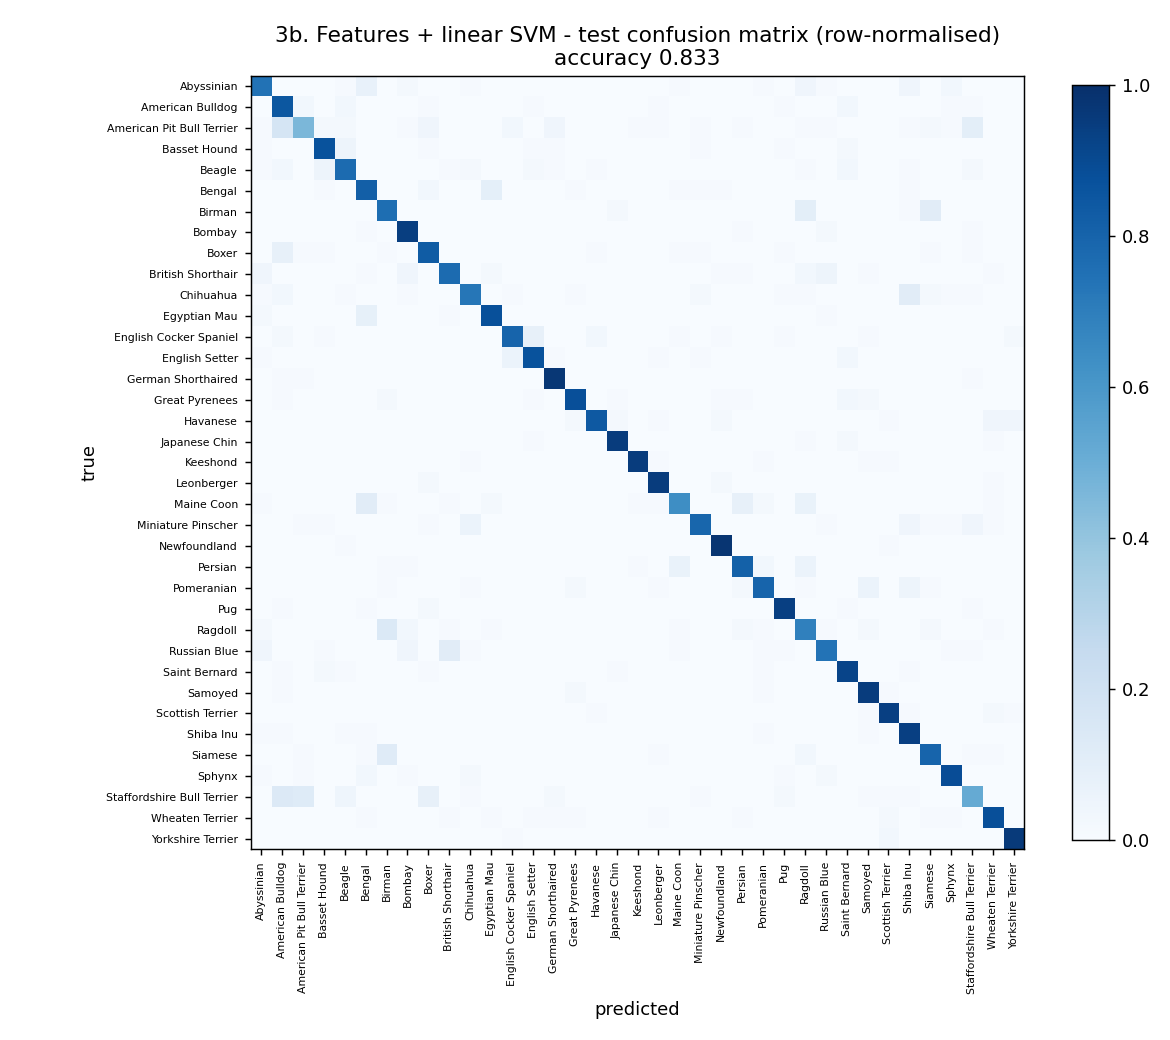 3b. Features + linear SVM - test confusion matrix (row-normalised)
accuracy 0.833
true
Abyssinian
American Bulldog
American Pit Bull Terrier
Basset Hound
Beagle
Bengal
Birman
Bombay
Boxer
British Shorthair
Chihuahua
Egyptian Mau
English Cocker Spaniel
English Setter
German Shorthaired
Great Pyrenees
Havanese
Japanese Chin
Keeshond
Leonberger
Maine Coon
Miniature Pinscher
Newfoundland
Persian
Pomeranian
Pug
Ragdoll
Russian Blue
Saint Bernard
Samoyed
Scottish Terrier
Shiba Inu
Siamese
Sphynx
Staffordshire Bull Terrier
Wheaten Terrier
Yorkshire Terrier
Abyssinian
American Bulldog
American Pit Bull Terrier
Basset Hound
Beagle
Bengal
Birman
Bombay
Boxer
British Shorthair
Chihuahua
Egyptian Mau
English Cocker Spaniel
English Setter
German Shorthaired
Great Pyrenees
Havanese
Japanese Chin
Keeshond
Leonberger
Maine Coon
Miniature Pinscher
Newfoundland
Persian
Pomeranian
Pug
Ragdoll
Russian Blue
Saint Bernard
Samoyed
Scottish Terrier
Shiba Inu
Siamese
Sphynx
Staffordshire Bull Terrier
Wheaten Terrier
Yorkshire Terrier
predicted
1.0
0.8
0.6
0.4
0.2
0.0